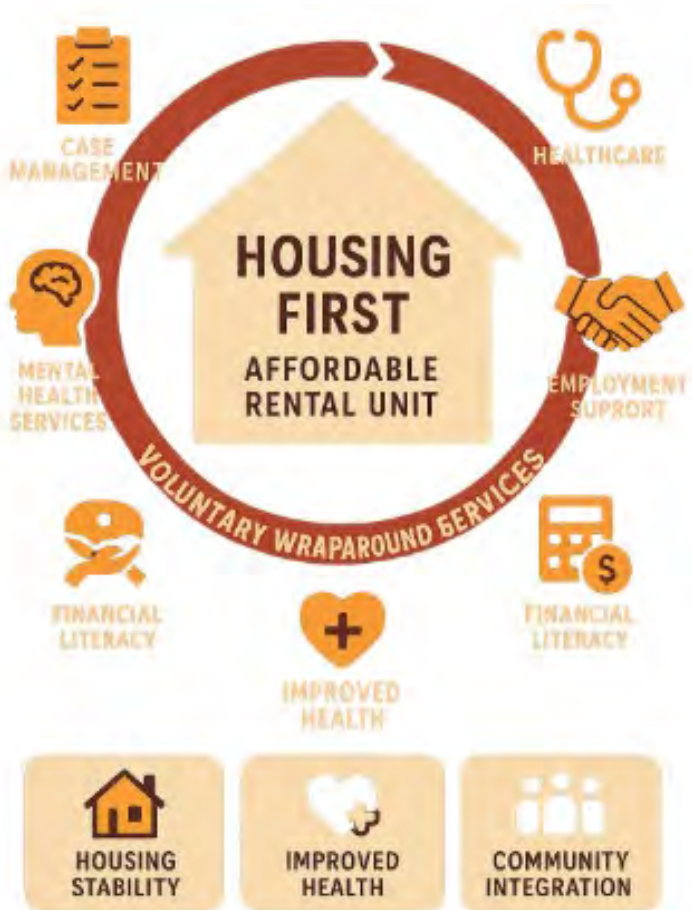 CASE
MANAGEMENT
HEALTHCARE
HOUSING
FIRST
AFFORDABLE
RENTAL UNIT
MENTAL
HEALTH
SERVICES
EMPLOYMENT
SUPRORT
VOLUNTARY WRAPAROUND SERVICES
$
FINANCIAL
LITERACY
FINANCIAL
LITERACY
IMPROVED
HEALTH
HOUSING
STABILITY
IMPROVED
HEALTH
COMMUNITY
INTEGRATION